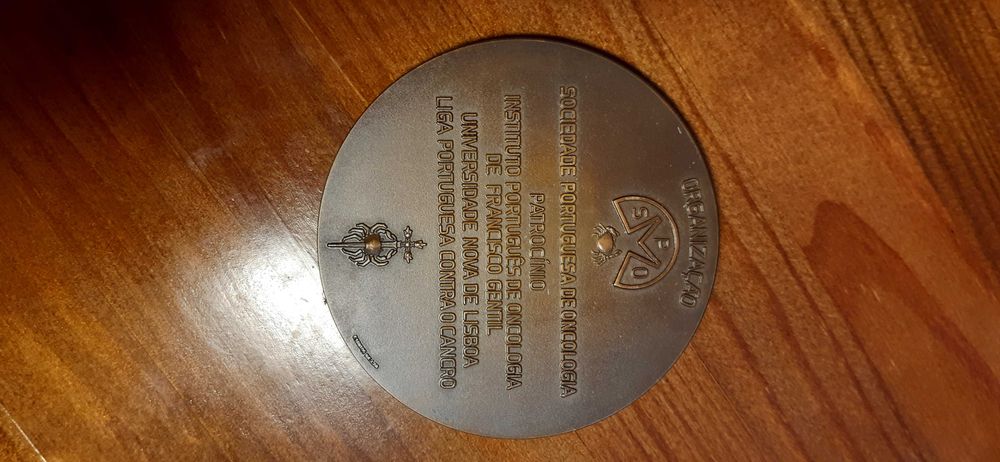 ORGANIZAÇÃO
SPO
SOCIEDADE PORTUGUESA DE ONCOLOGIA
PATROCÍNIO
INSTITUTO PORTUGUÊS DE ONCOLOGIA
DE FRANCISCO GENTIL
UNIVERSIDADE NOVA DE LISBOA
LIGA PORTUGUESA CONTRA O CANCRO